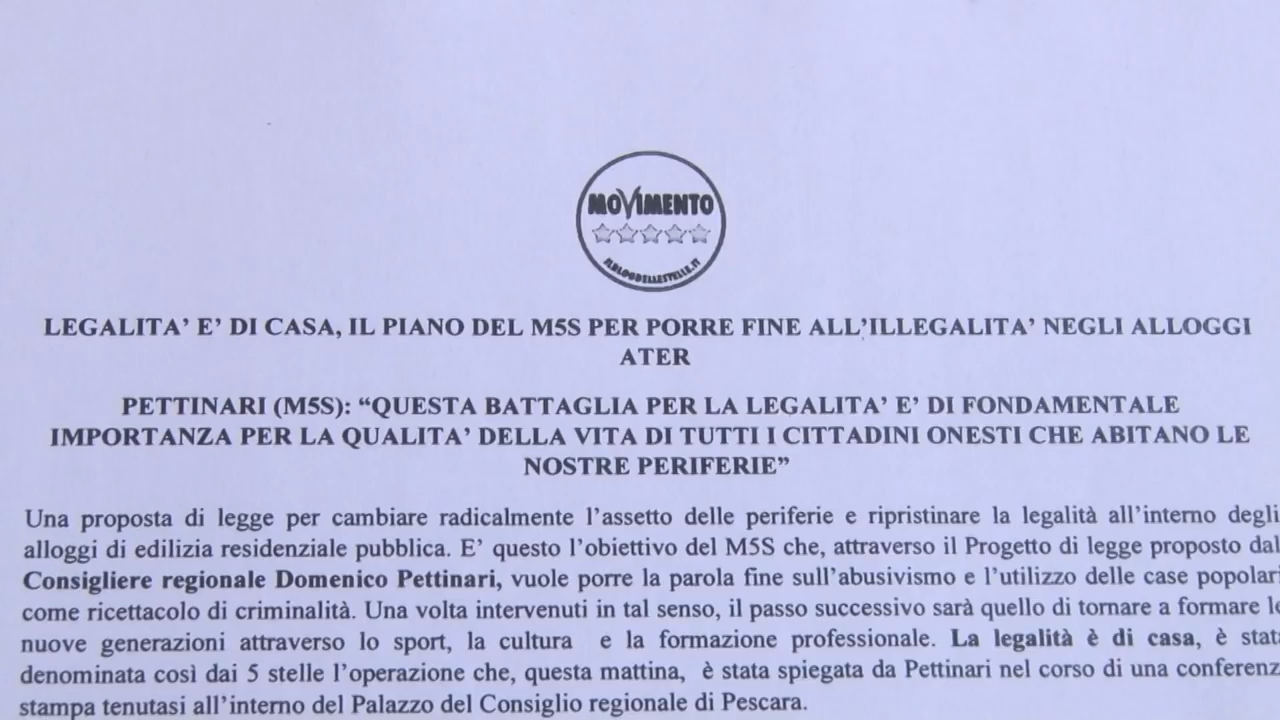 MOVIMENTO
ILBLOGDELLESTELLE.IT
LEGALITA’ E’ DI CASA, IL PIANO DEL M5S PER PORRE FINE ALL’ILLEGALITA’ NEGLI ALLOGGI
ATER
PETTINARI (M5S): “QUESTA BATTAGLIA PER LA LEGALITA’ E’ DI FONDAMENTALE
IMPORTANZA PER LA QUALITA’ DELLA VITA DI TUTTI I CITTADINI ONESTI CHE ABITANO LE
NOSTRE PERIFERIE”
Una proposta di legge per cambiare radicalmente l’assetto delle periferie e ripristinare la legalità all’interno degli
alloggi di edilizia residenziale pubblica. E’ questo l’obiettivo del M5S che, attraverso il Progetto di legge proposto dal
Consigliere regionale Domenico Pettinari, vuole porre la parola fine sull’abusivismo e l’utilizzo delle case popolari
come ricettacolo di criminalità. Una volta intervenuti in tal senso, il passo successivo sarà quello di tornare a formare le
nuove generazioni attraverso lo sport, la cultura e la formazione professionale. La legalità è di casa, è stata
denominata così dai 5 stelle l’operazione che, questa mattina, è stata spiegata da Pettinari nel corso di una conferenz
stampa tenutasi all’interno del Palazzo del Consiglio regionale di Pescara.